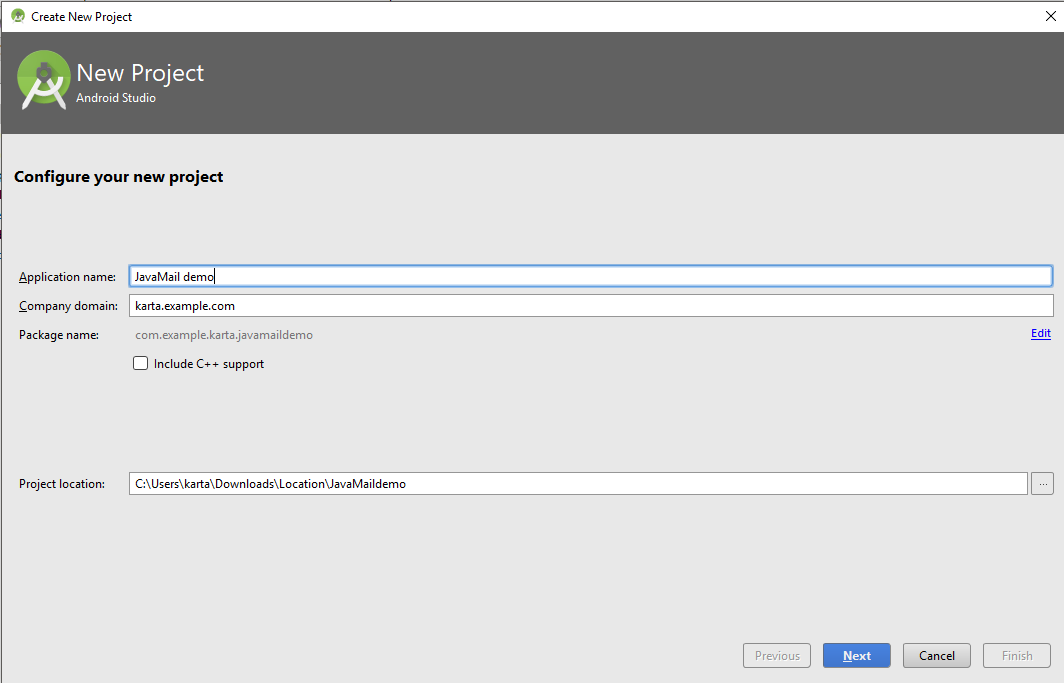 Create New Project
New Project
Android Studio
Configure your new project
Application name: JavaMail demo
Company domain: karta.example.com
Package name: com.example.karta.javamaildemo Edit
Include C++ support
Project location: C:\Users\karta\Downloads\Location\JavaMaildemo ...
Previous Next Cancel Finish